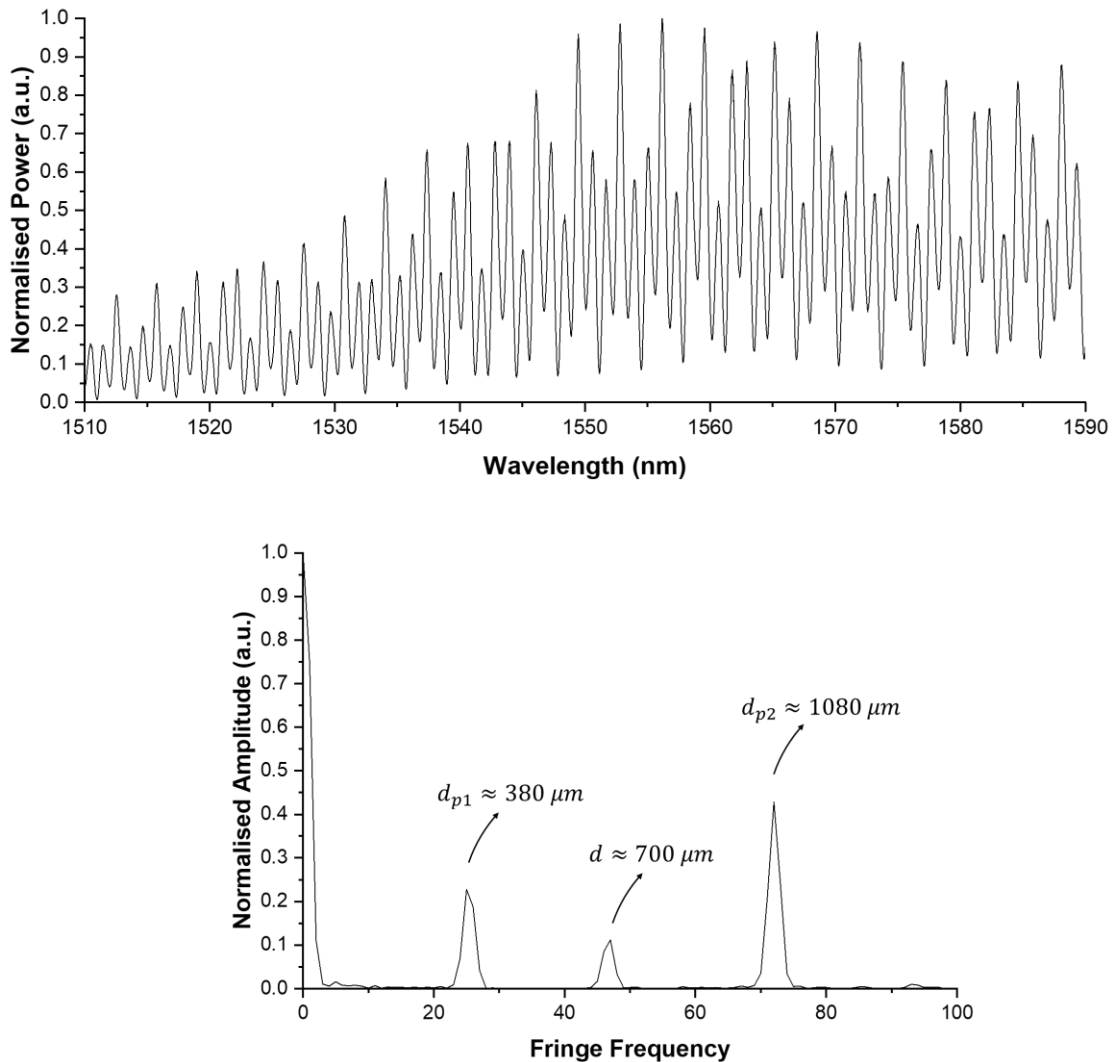 1.0
0.9
0.8
0.7
0.6
0.5
0.4
0.3
0.2
0.1
0.0
Normalised Power (a.u.)
1510 1520 1530 1540 1550 1560 1570 1580 1590
Wavelength (nm)
1.0
0.9
0.8
0.7
0.6
0.5
0.4
0.3
0.2
0.1
0.0
Normalised Amplitude (a.u.)
d_{p2} ≈ 1080 μm
d_{p1} ≈ 380 μm
d ≈ 700 μm
0 20 40 60 80 100
Fringe Frequency